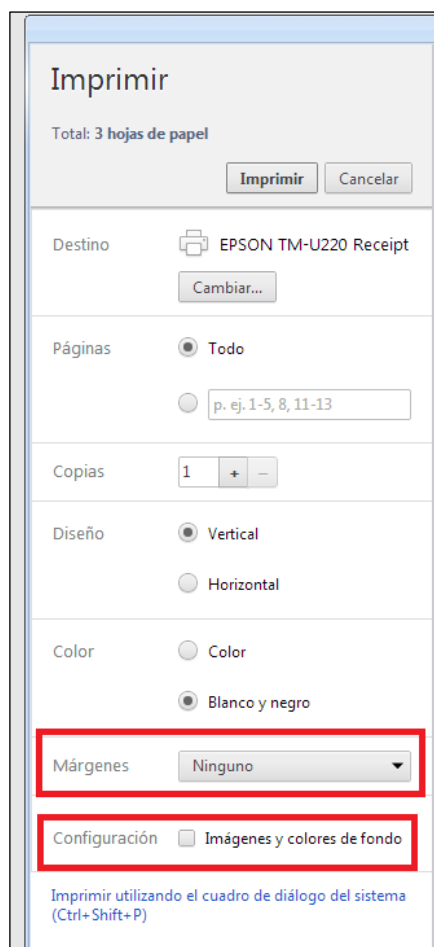 Imprimir
Total: 3 hojas de papel
Imprimir Cancelar
Destino EPSON TM-U220 Receipt
Cambiar...
Páginas Todo
p. ej. 1-5, 8, 11-13
Copias 1 + −
Diseño Vertical
Horizontal
Color Color
Blanco y negro
Márgenes Ninguno
Configuración Imágenes y colores de fondo
Imprimir utilizando el cuadro de diálogo del sistema
(Ctrl+Shift+P)